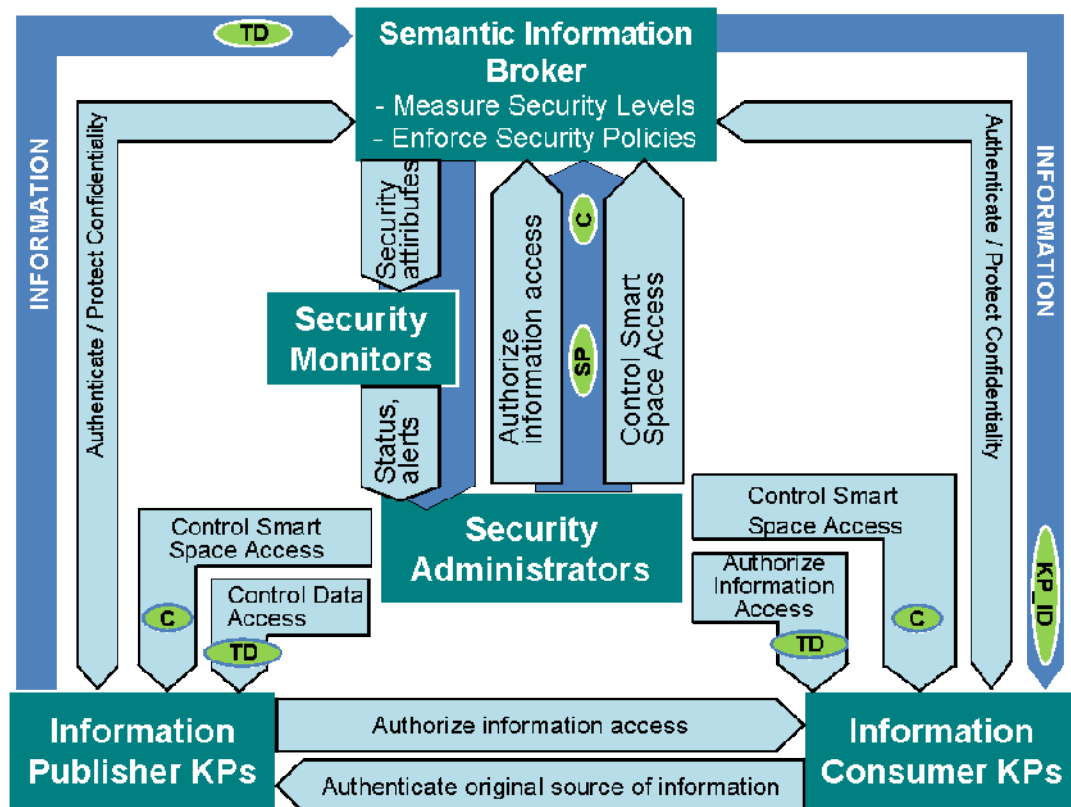 TD
Semantic Information
Broker
- Measure Security Levels
- Enforce Security Policies
INFORMATION
Authenticate / Protect Confidentiality
Authenticate / Protect Confidentiality
INFORMATION
Security
attiributes
Security
Monitors
Status,
alerts
Authorize
information access
C
SP
Control Smart
Space Access
Security
Administrators
Control Smart
Space Access
C
Control Data
Access
TD
Control Smart
Space Access
Authorize
Information
Access
TD
C
KP_ID
Information
Publisher KPs
Authorize information access
Authenticate original source of information
Information
Consumer KPs